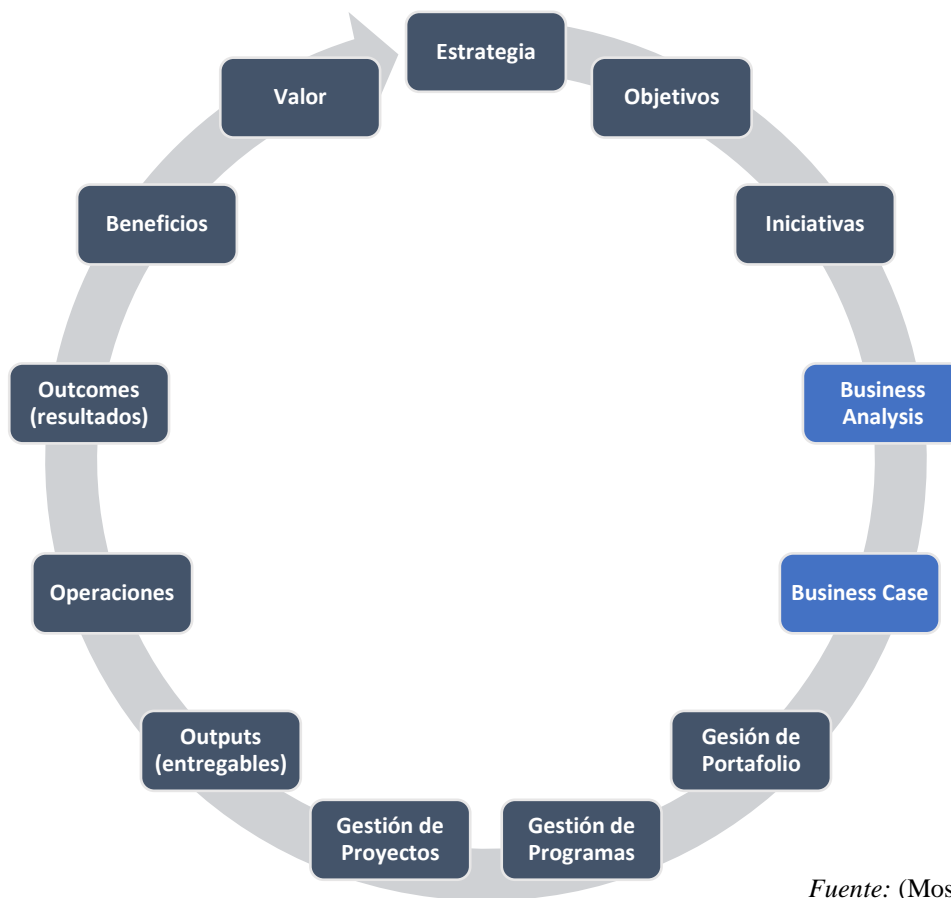 Estrategia
Objetivos
Iniciativas
Business
Analysis
Business Case
Gesión de
Portafolio
Gestión de
Programas
Gestión de
Proyectos
Outputs
(entregables)
Operaciones
Outcomes
(resultados)
Beneficios
Valor
Fuente: (Mos